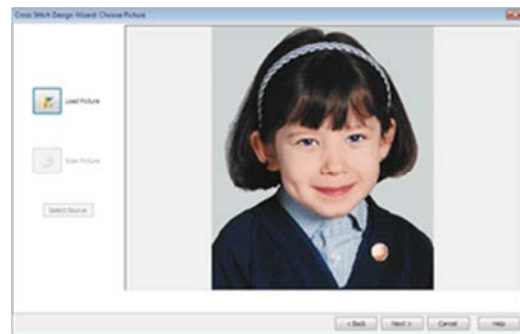 Cross Stitch Design Wizard: Choose Picture
Load Picture
Scan Picture
Select Source
< Back
Next >
Cancel
Help